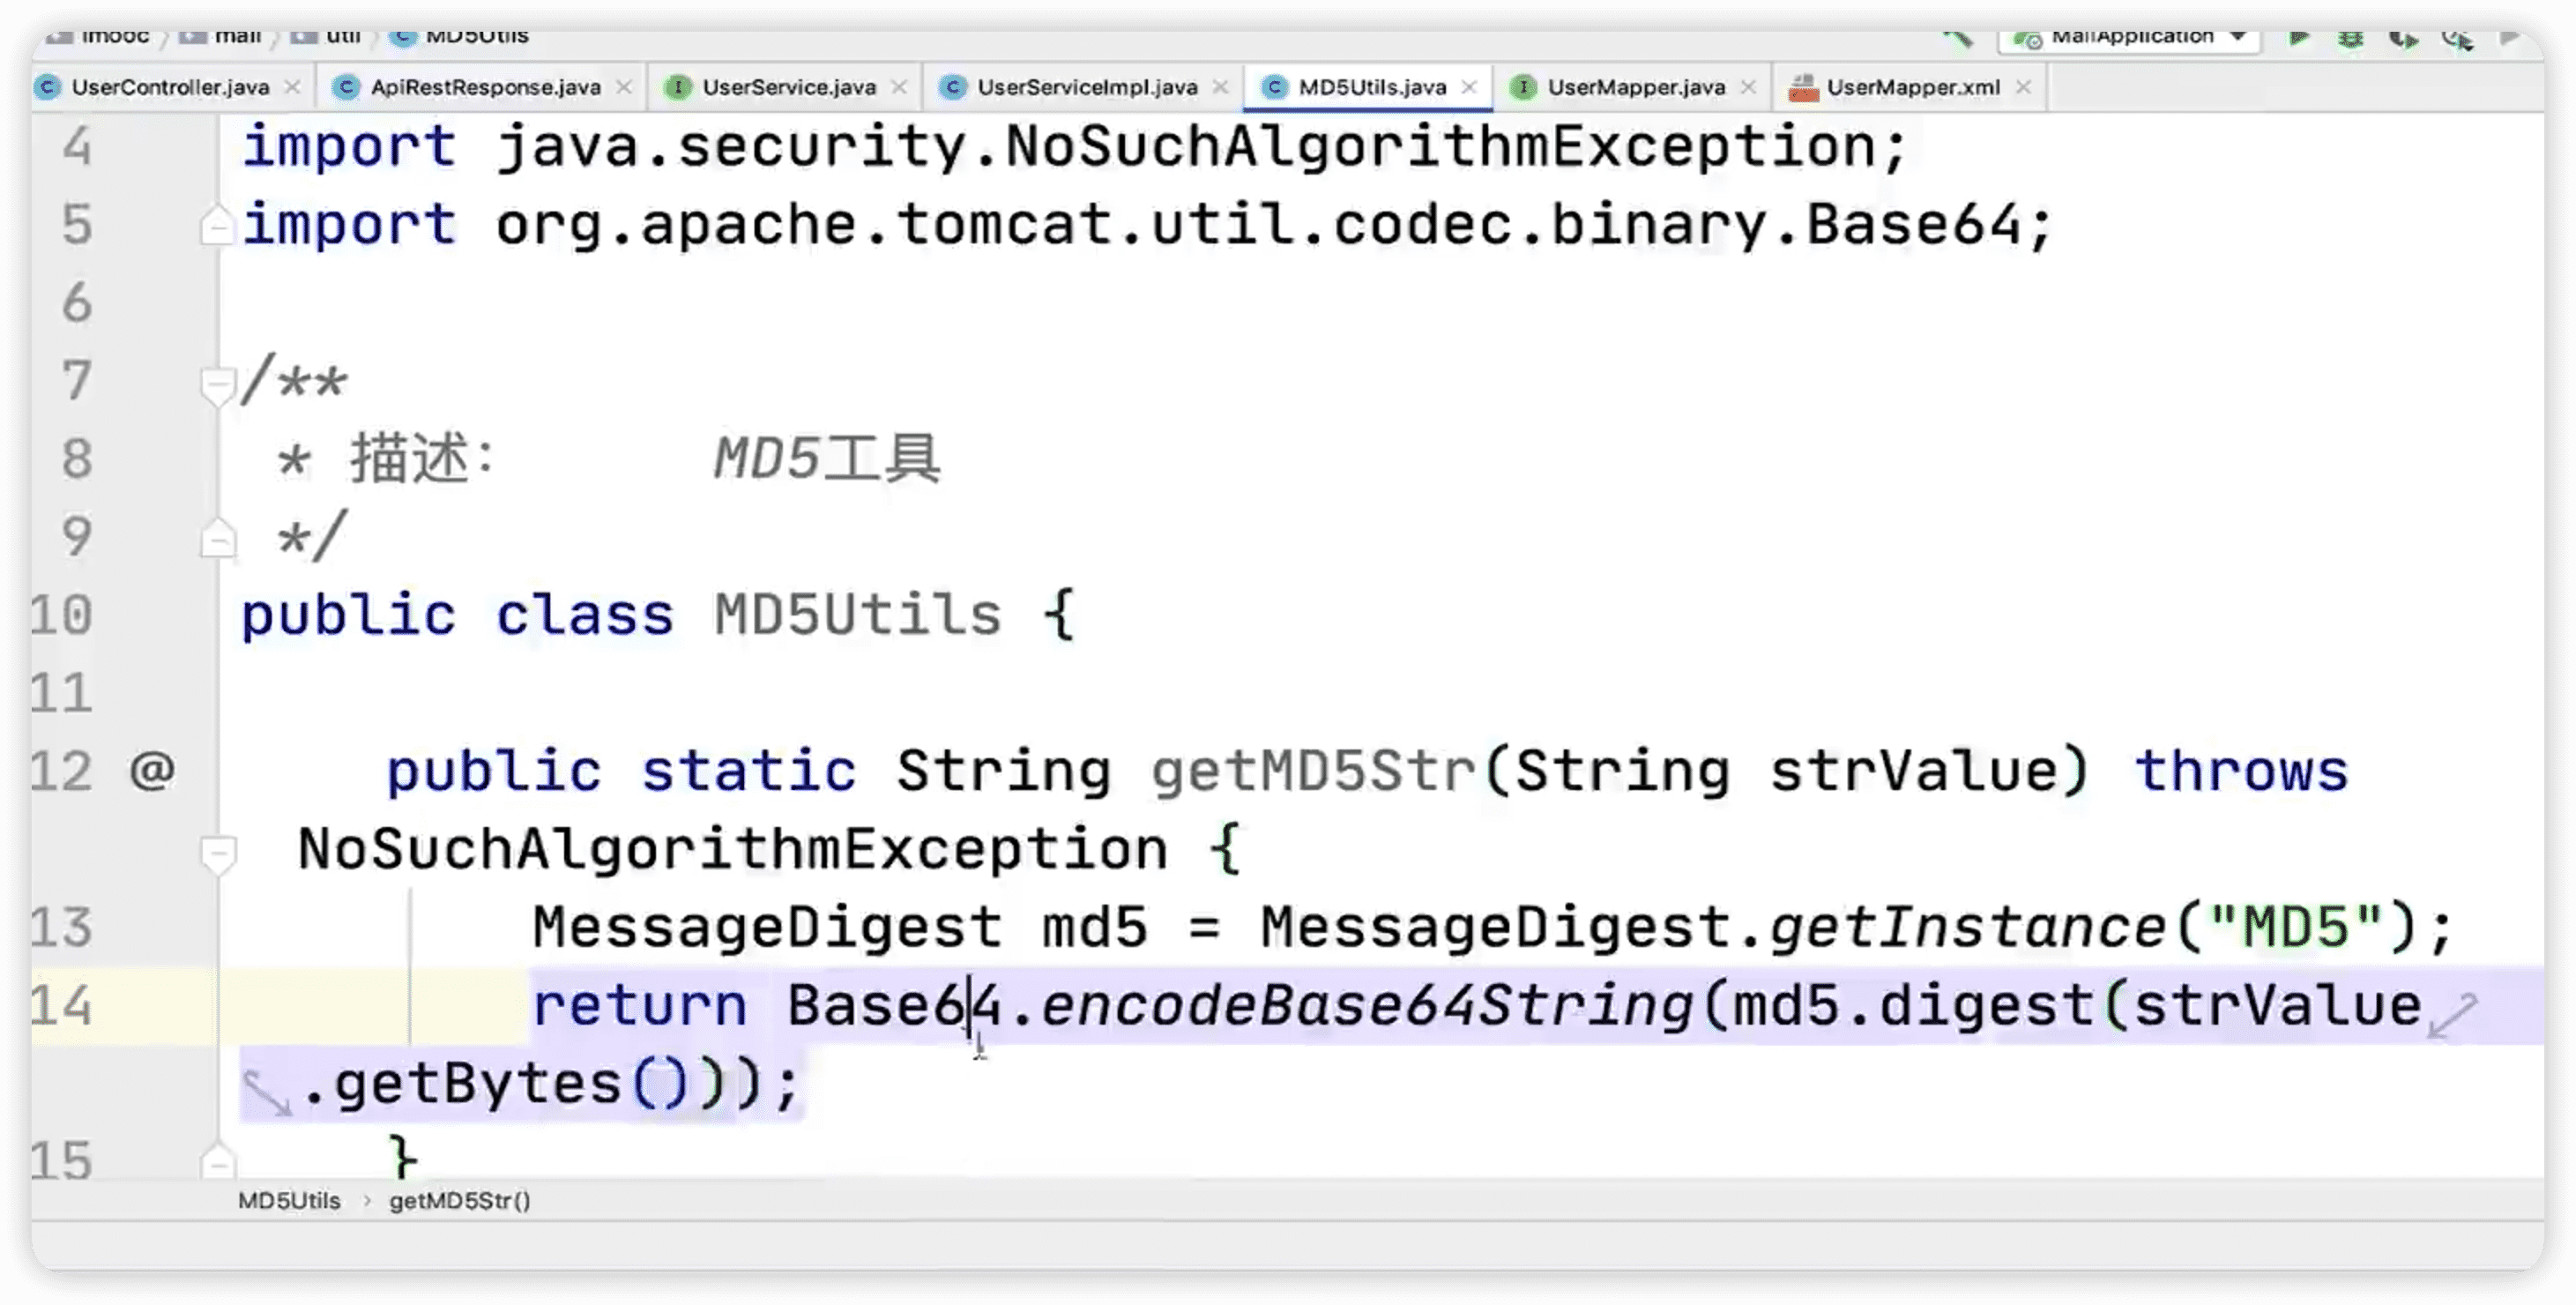 imooc mall util MD5Utils MallApplication
UserController.java ApiRestResponse.java UserService.java UserServiceImpl.java MD5Utils.java UserMapper.java UserMapper.xml
4 import java.security.NoSuchAlgorithmException;
5 import org.apache.tomcat.util.codec.binary.Base64;
6
7 /**
8 * 描述: MD5工具
9 */
10 public class MD5Utils {
11
12 @ public static String getMD5Str(String strValue) throws
NoSuchAlgorithmException {
13 MessageDigest md5 = MessageDigest.getInstance("MD5");
14 return Base64.encodeBase64String(md5.digest(strValue
.getBytes()));
15 }
MD5Utils › getMD5Str()